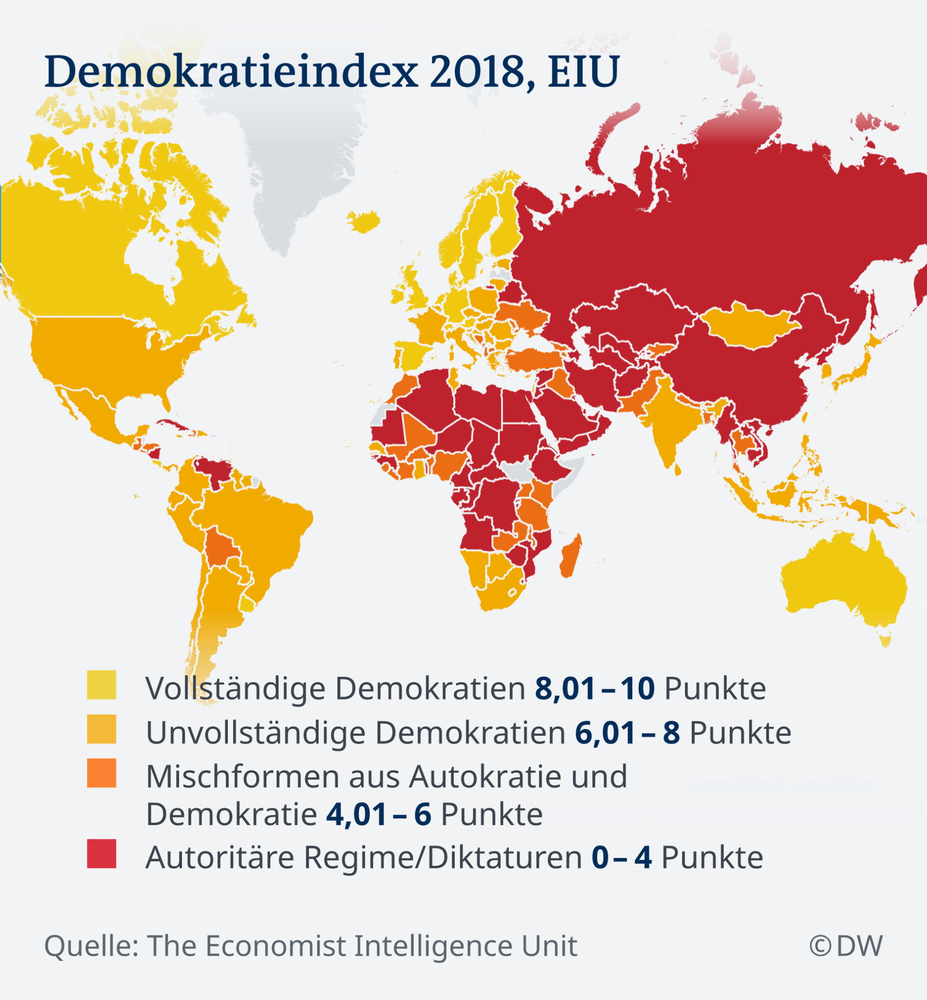 Demokratieindex 2018, EIU
Vollständige Demokratien 8,01 – 10 Punkte
Unvollständige Demokratien 6,01 – 8 Punkte
Mischformen aus Autokratie und
Demokratie 4,01 – 6 Punkte
Autoritäre Regime/Diktaturen 0 – 4 Punkte
Quelle: The Economist Intelligence Unit
© DW